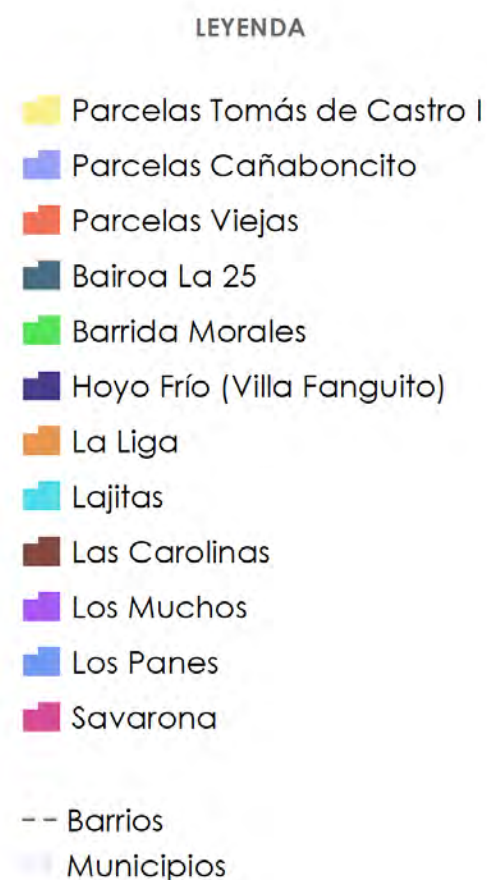 LEYENDA
Parcelas Tomás de Castro I
Parcelas Cañaboncito
Parcelas Viejas
Bairoa La 25
Barrida Morales
Hoyo Frío (Villa Fanguito)
La Liga
Lajitas
Las Carolinas
Los Muchos
Los Panes
Savarona
Barrios
Municipios